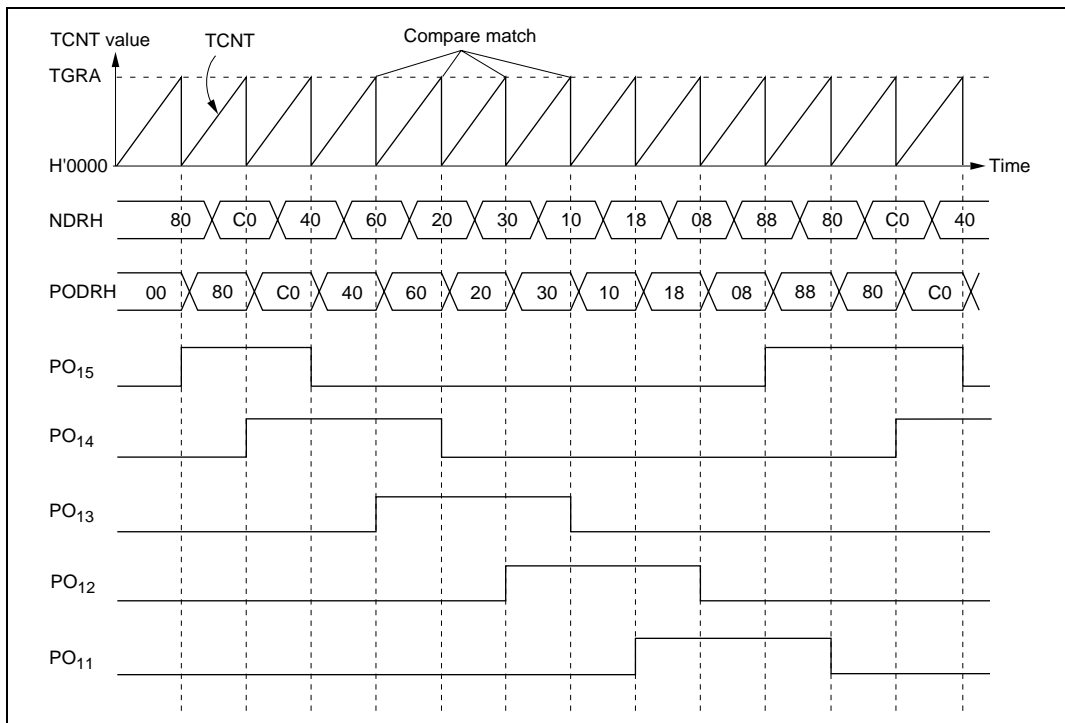 TCNT value
TCNT
Compare match
TGRA
H'0000
Time
NDRH 80 C0 40 60 20 30 10 18 08 88 80 C0 40
PODRH 00 80 C0 40 60 20 30 10 18 08 88 80 C0
PO15
PO14
PO13
PO12
PO11